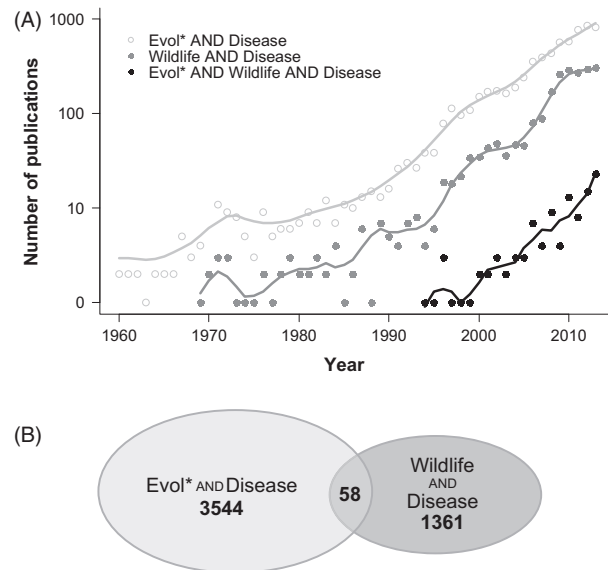 (A)
1000
100
10
0
Number of publications
Evol* AND Disease
Wildlife AND Disease
Evol* AND Wildlife AND Disease
1960 1970 1980 1990 2000 2010
Year
(B)
Evol* AND Disease
3544
58
Wildlife
AND
Disease
1361